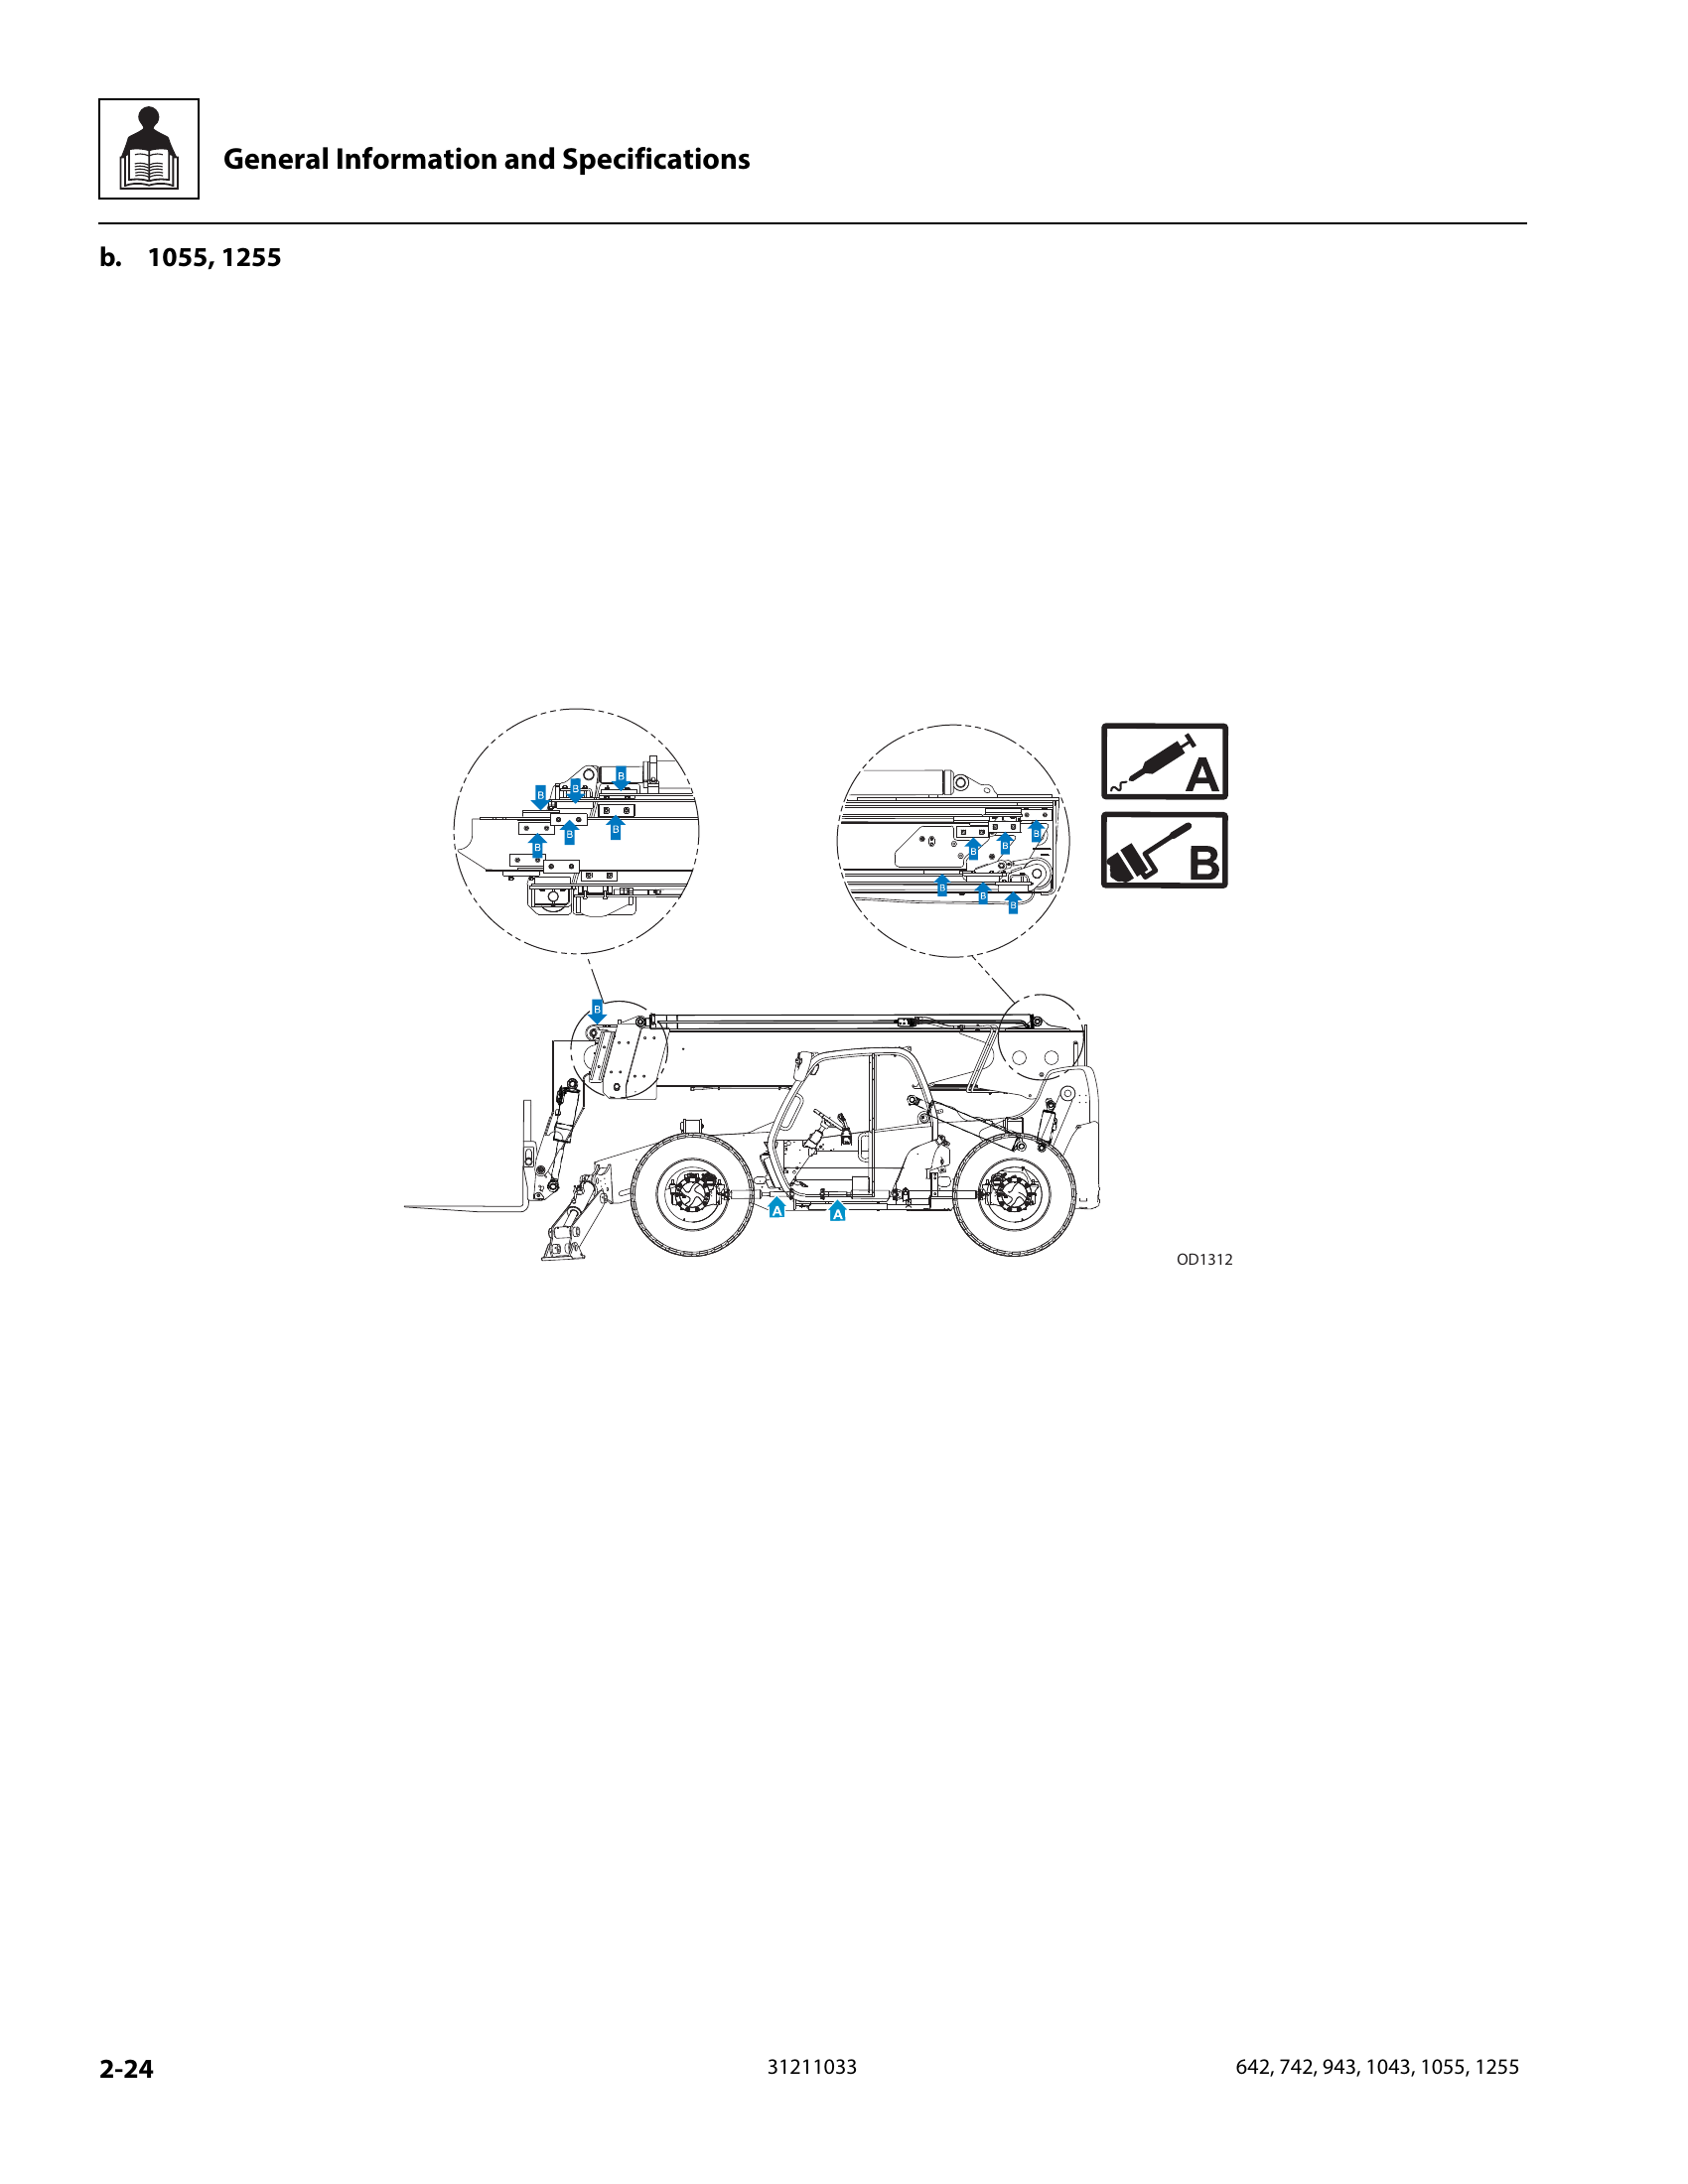 General Information and Specifications
b. 1055, 1255
B
B
B
B
B
B
A
B
B
B
B
B
B
B
B
A
A
OD1312
2-24
31211033
642, 742, 943, 1043, 1055, 1255